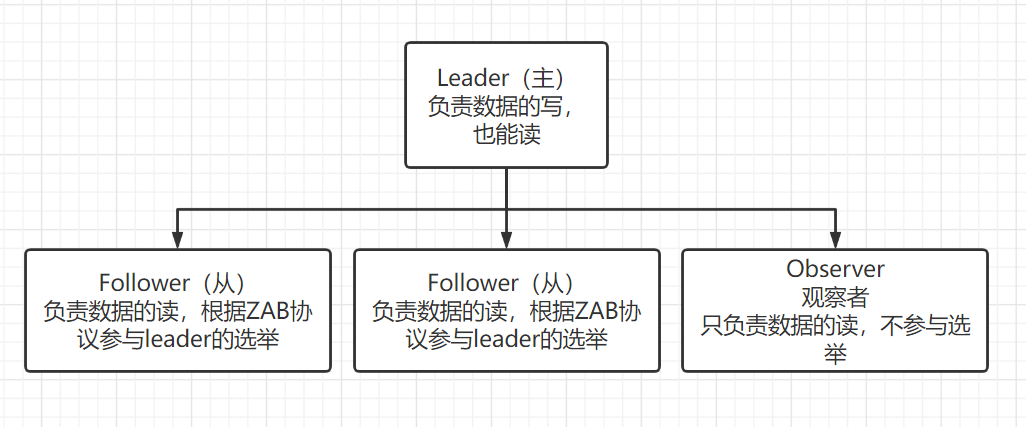 Leader（主）
负责数据的写，
也能读
Follower（从）
负责数据的读，根据ZAB协
议参与leader的选举
Follower（从）
负责数据的读，根据ZAB协
议参与leader的选举
Observer
观察者
只负责数据的读，不参与选
举